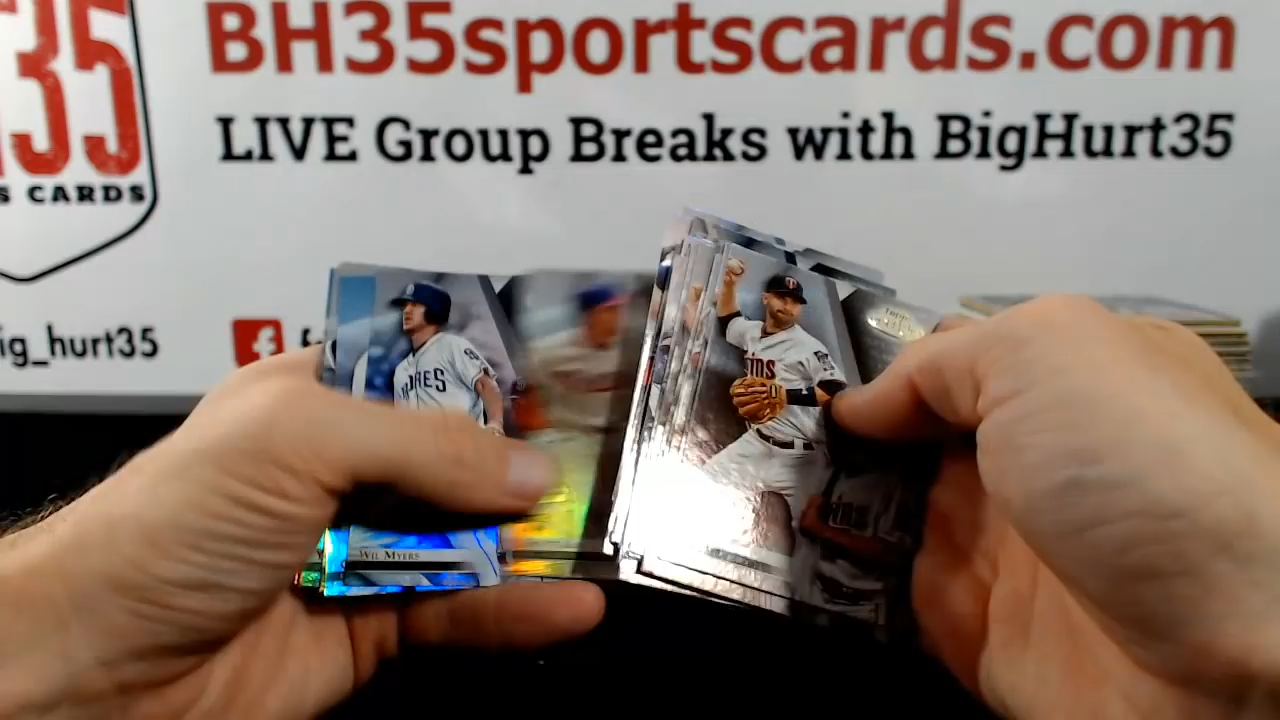 BH35sportscards.com
35
LIVE Group Breaks with BigHurt35
S CARDS
ig_hurt35
f
WIL MYERS